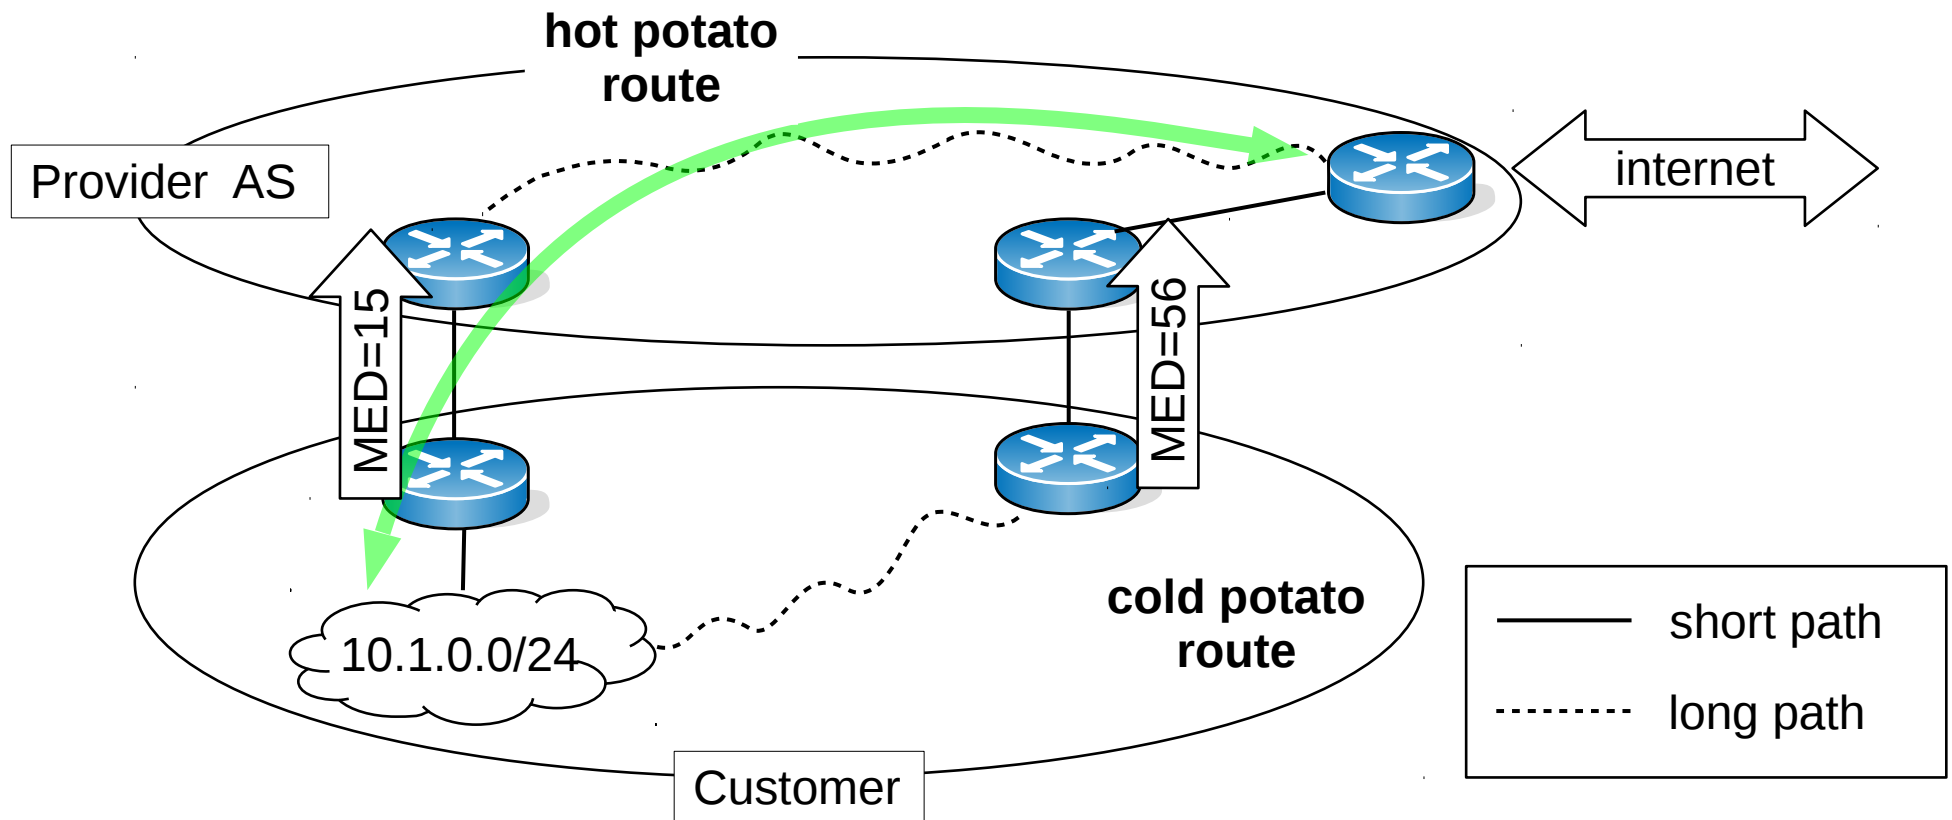 hot potato
route
Provider AS
internet
MED=15
MED=56
cold potato
route
10.1.0.0/24
short path
long path
Customer